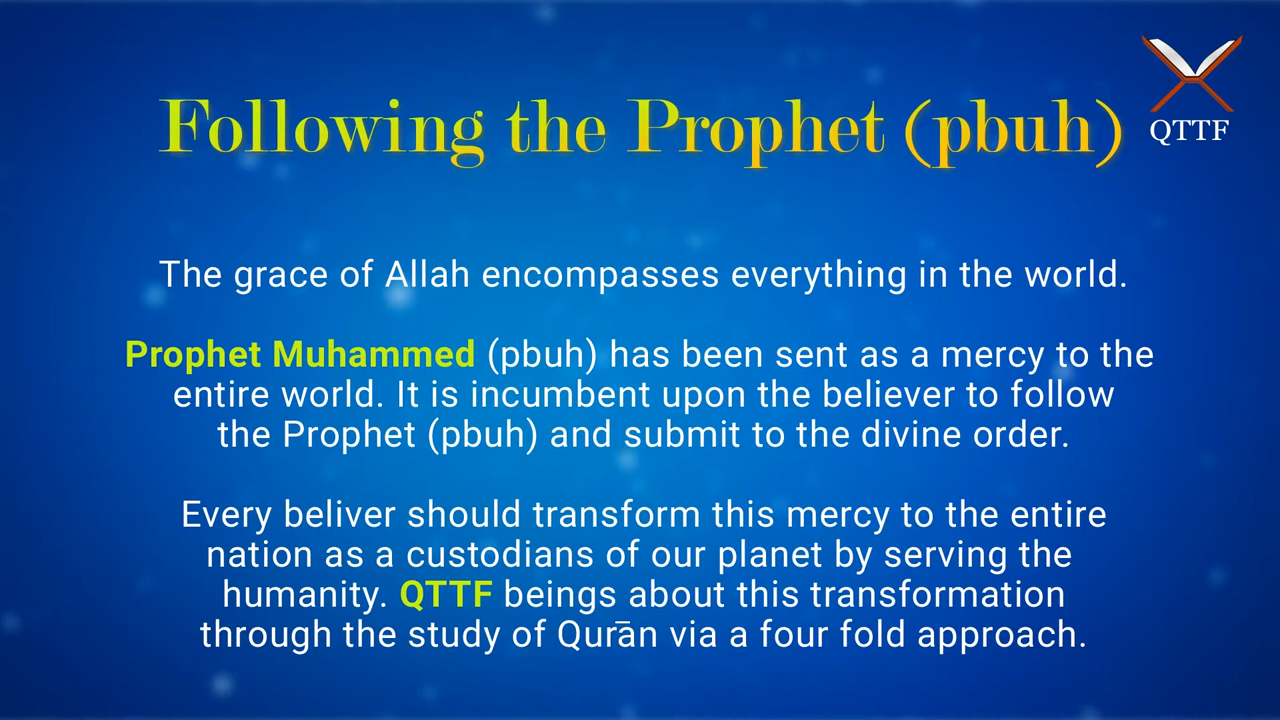 Following the Prophet (pbuh)
QTTF
The grace of Allah encompasses everything in the world.
Prophet Muhammed (pbuh) has been sent as a mercy to the
entire world. It is incumbent upon the believer to follow
the Prophet (pbuh) and submit to the divine order.
Every beliver should transform this mercy to the entire
nation as a custodians of our planet by serving the
humanity. QTTF beings about this transformation
through the study of Qurān via a four fold approach.